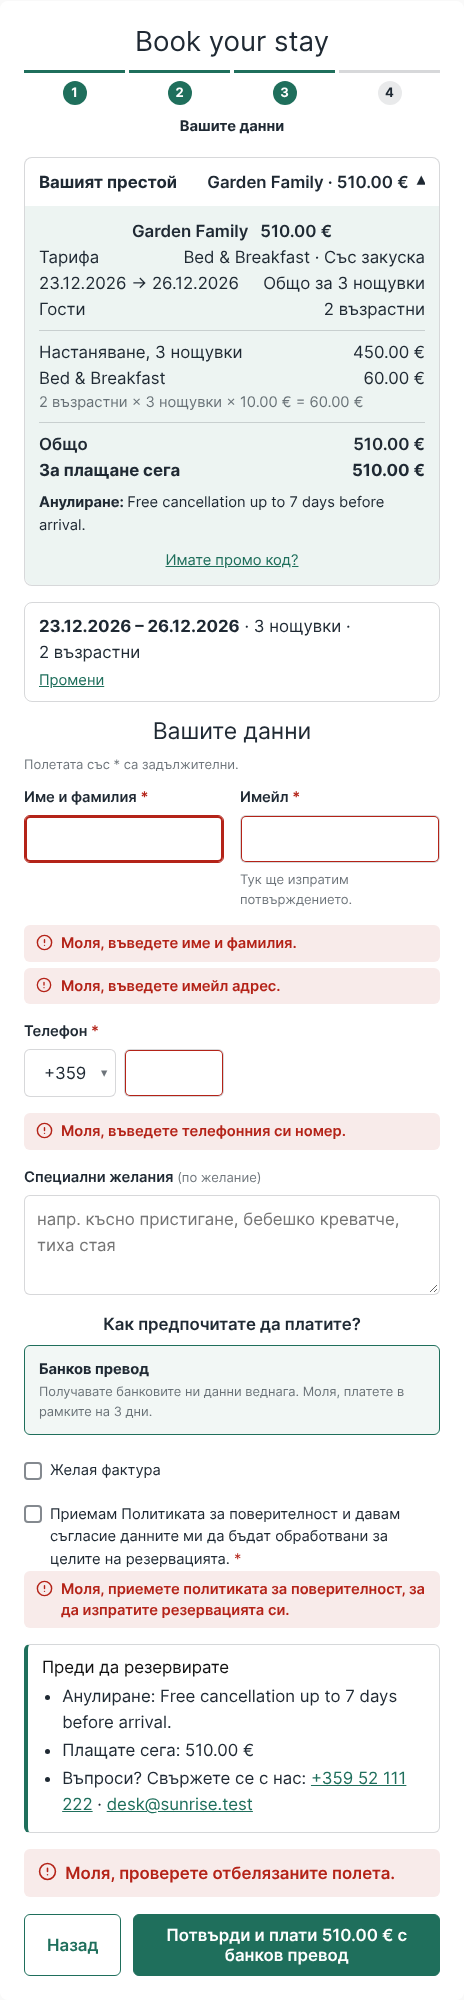 Book your stay
1 2 3 4
Вашите данни
Вашият престой Garden Family · 510.00 € ▲
Garden Family 510.00 €
Тарифа Bed & Breakfast · Със закуска
23.12.2026 → 26.12.2026 Общо за 3 нощувки
Гости 2 възрастни
Настаняване, 3 нощувки 450.00 €
Bed & Breakfast 60.00 €
2 възрастни × 3 нощувки × 10.00 € = 60.00 €
Общо 510.00 €
За плащане сега 510.00 €
Анулиране: Free cancellation up to 7 days before
arrival.
Имате промо код?
23.12.2026 – 26.12.2026 · 3 нощувки ·
2 възрастни
Промени
Вашите данни
Полетата със * са задължителни.
Име и фамилия * Имейл *
Тук ще изпратим
потвърждението.
Моля, въведете име и фамилия.
Моля, въведете имейл адрес.
Телефон *
+359 ▾
Моля, въведете телефонния си номер.
Специални желания (по желание)
напр. късно пристигане, бебешко креватче,
тиха стая
Как предпочитате да платите?
Банков превод
Получавате банковите ни данни веднага. Моля, платете в
рамките на 3 дни.
Желая фактура
Приемам Политиката за поверителност и давам
съгласие данните ми да бъдат обработвани за
целите на резервацията. *
Моля, приемете политиката за поверителност, за
да изпратите резервацията си.
Преди да резервирате
• Анулиране: Free cancellation up to 7 days
before arrival.
• Плащате сега: 510.00 €
• Въпроси? Свържете се с нас: +359 52 111
222 · desk@sunrise.test
Моля, проверете отбелязаните полета.
Назад
Потвърди и плати 510.00 € с
банков превод